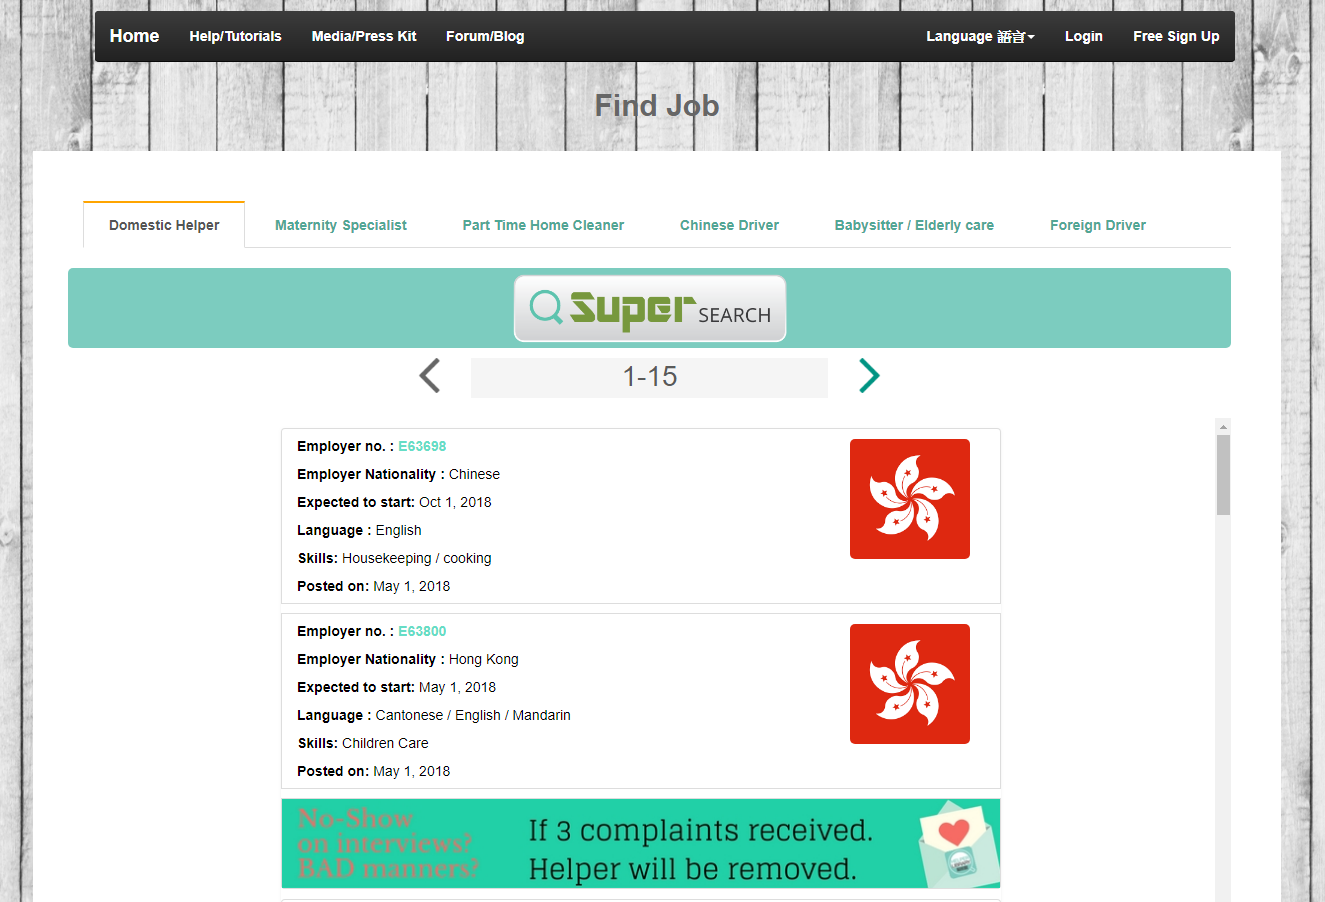 Home Help/Tutorials Media/Press Kit Forum/Blog Language 語言 Login Free Sign Up
Find Job
Domestic Helper Maternity Specialist Part Time Home Cleaner Chinese Driver Babysitter / Elderly care Foreign Driver
Super SEARCH
1-15
Employer no. : E63698
Employer Nationality : Chinese
Expected to start: Oct 1, 2018
Language : English
Skills: Housekeeping / cooking
Posted on: May 1, 2018
Employer no. : E63800
Employer Nationality : Hong Kong
Expected to start: May 1, 2018
Language : Cantonese / English / Mandarin
Skills: Children Care
Posted on: May 1, 2018
No-Show
on interviews?
BAD manners?
If 3 complaints received.
Helper will be removed.